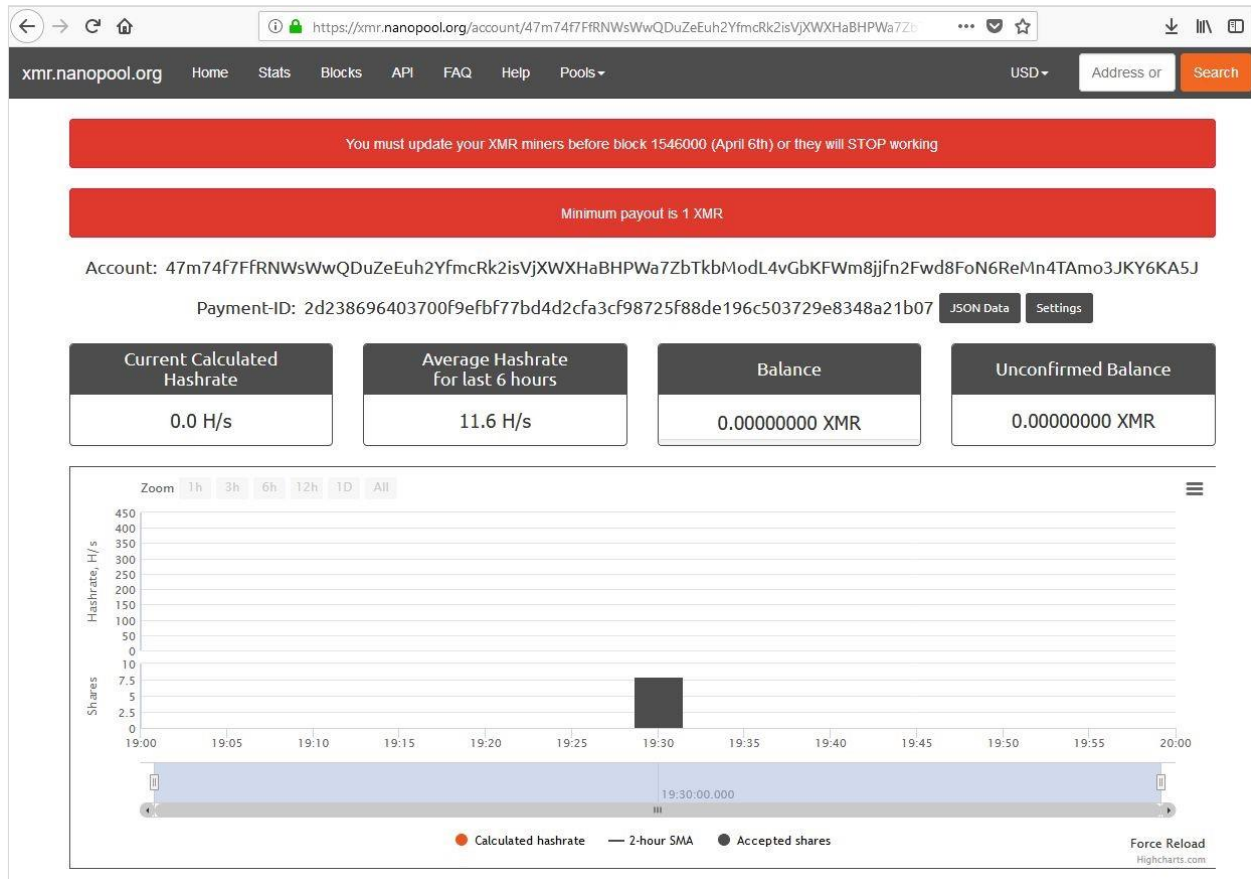 https://xmr.nanopool.org/account/47m74f7FfRNWsWwQDuZeEuh2YfmcRk2isVjXWXHaBHPWa7Zb
xmr.nanopool.org Home Stats Blocks API FAQ Help Pools USD Address or Search
You must update your XMR miners before block 1546000 (April 6th) or they will STOP working
Minimum payout is 1 XMR
Account: 47m74f7FfRNWsWwQDuZeEuh2YfmcRk2isVjXWXHaBHPWa7ZbTkbModL4vGbKFWm8jjfn2Fwd8FoN6ReMn4TAmo3JKY6KA5J
Payment-ID: 2d238696403700f9efbf77bd4d2cfa3cf98725f88de196c503729e8348a21b07 JSON Data Settings
Current Calculated
Hashrate
0.0 H/s
Average Hashrate
for last 6 hours
11.6 H/s
Balance
0.00000000 XMR
Unconfirmed Balance
0.00000000 XMR
Zoom 1h 3h 6h 12h 1D All
Hashrate, H/s
450
400
350
300
250
200
150
100
50
0
Shares
10
7.5
5
2.5
0
19:00 19:05 19:10 19:15 19:20 19:25 19:30 19:35 19:40 19:45 19:50 19:55 20:00
19:30:00.000
Calculated hashrate 2-hour SMA Accepted shares
Force Reload
Highcharts.com